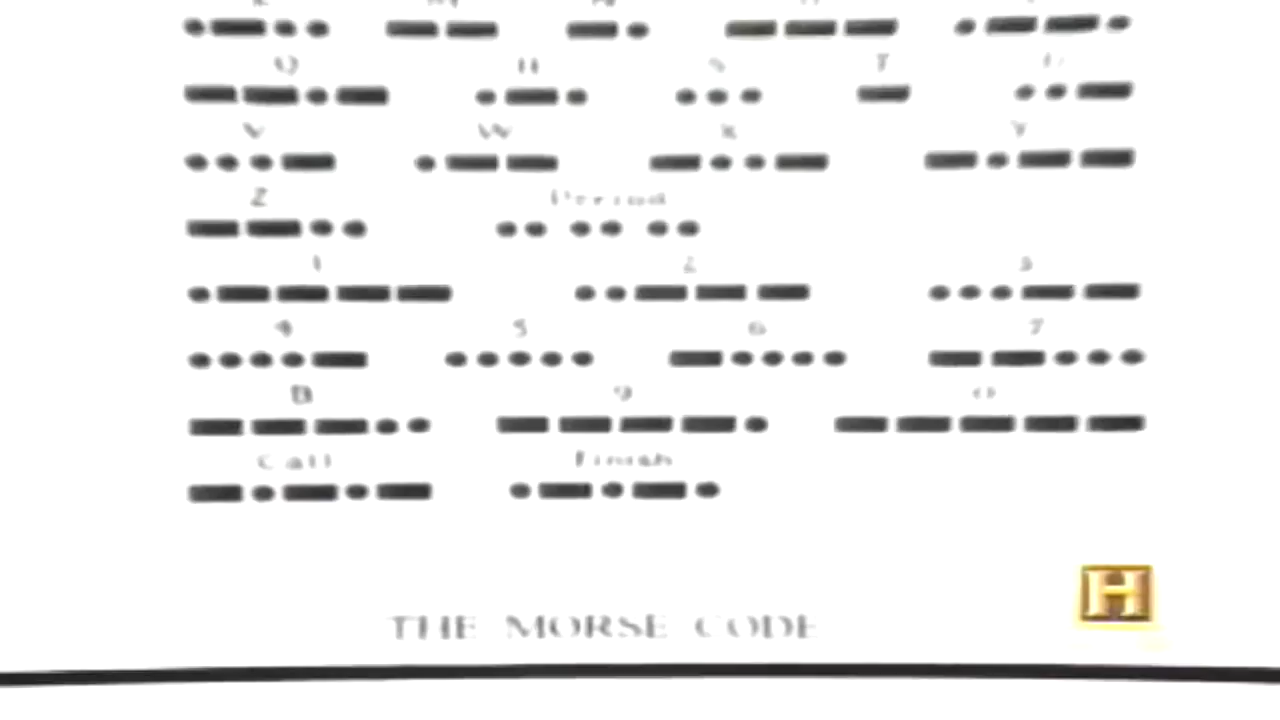 Q R S T U
V W X Y
Z Period
1 2 3
4 5 6 7
8 9 0
Call Finish
THE MORSE CODE
H